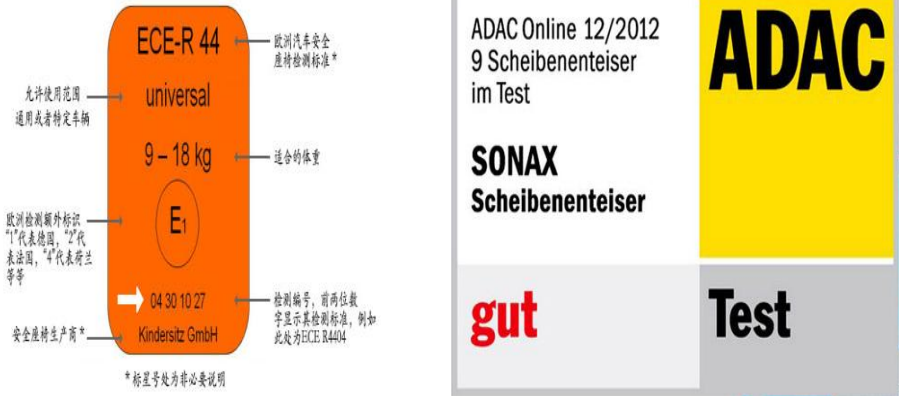 ECE-R 44
欧洲汽车安全
座椅检测标准*
允许使用范围
通用或者特定车辆
universal
9 – 18 kg
适合的体重
欧洲检测额外标识
"1"代表德国，"2"代
表法国，"4"代表荷兰
等等
E1
04 30 10 27
检测编号，前两位数
字显示其检测标准，例如
此处为ECE R4404
安全座椅生产商*
Kindersitz GmbH
*标星号处为非必要说明
ADAC Online 12/2012
9 Scheibenenteiser
im Test
SONAX
Scheibenenteiser
gut
ADAC
Test